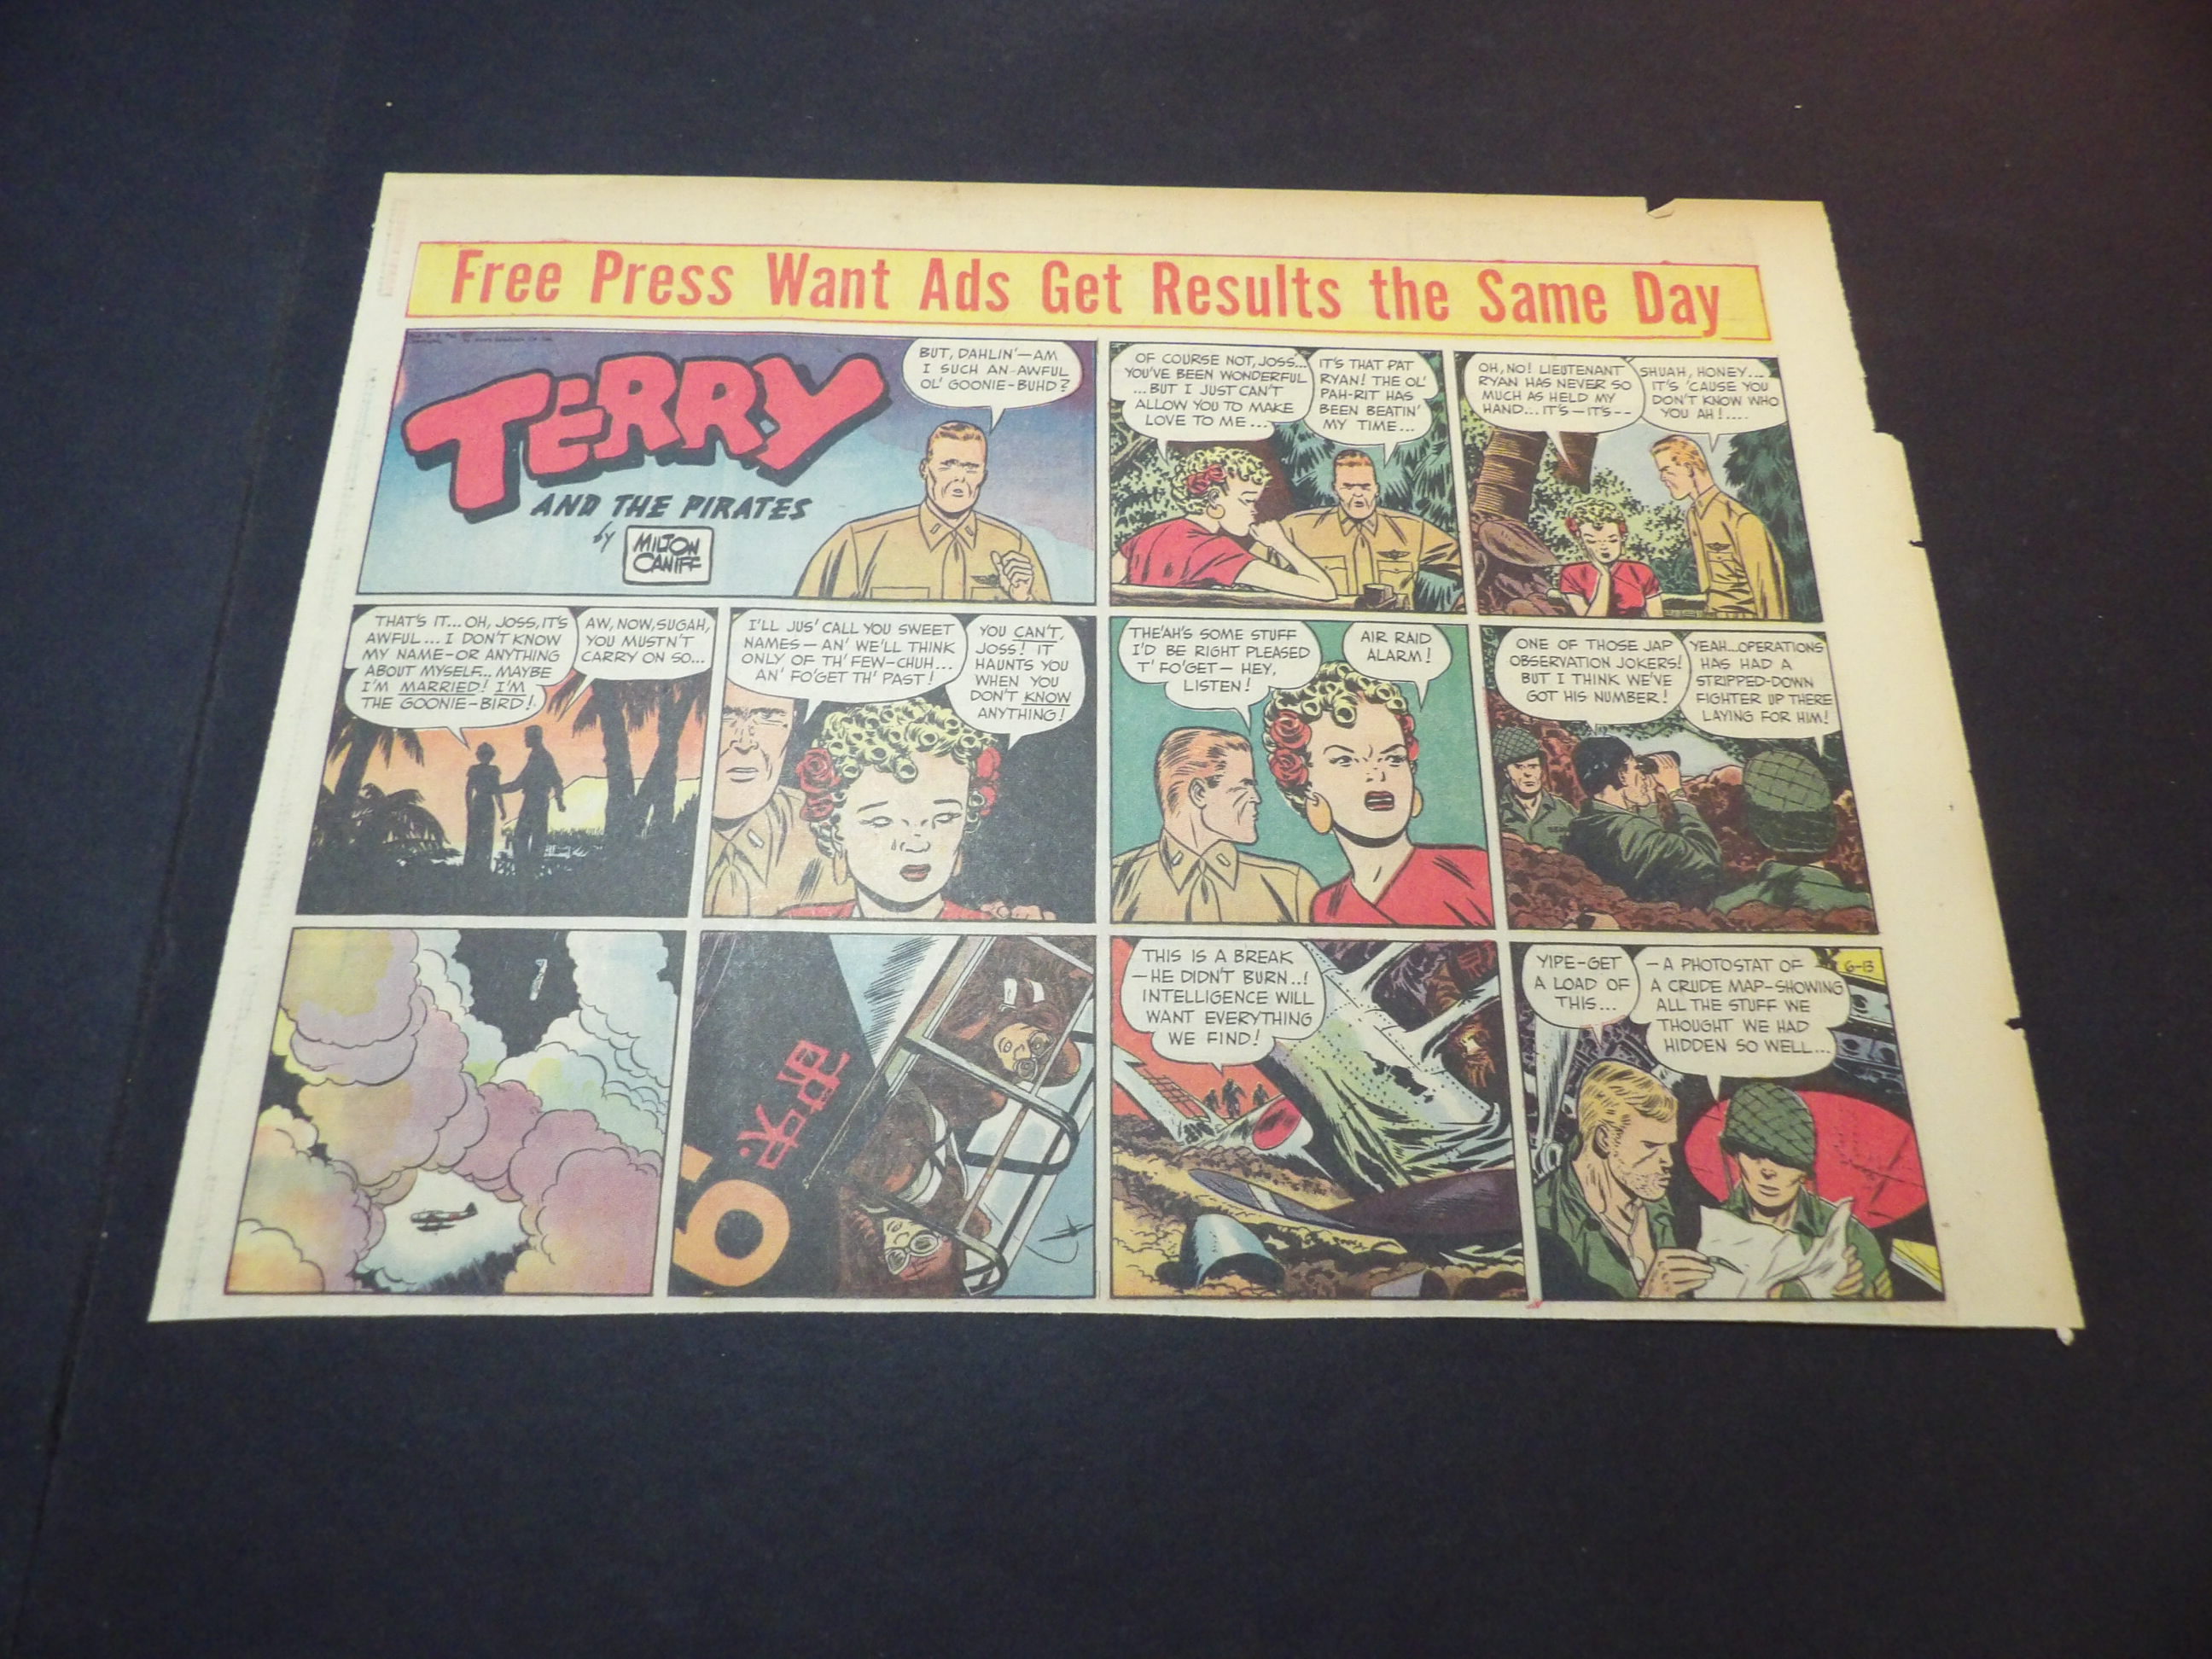 Free Press Want Ads Get Results the Same Day
TERRY
AND THE PIRATES
by
MILTON
CANIFF
BUT, DAHLIN'—AM
I SUCH AN AWFUL
OL' GOONIE-BUHD?
OF COURSE NOT, JOSS...
YOU'VE BEEN WONDERFUL
...BUT I JUST CAN'T
ALLOW YOU TO MAKE
LOVE TO ME...
IT'S THAT PAT
RYAN! THE OL'
PAH-RIT HAS
BEEN BEATIN'
MY TIME...
OH, NO! LIEUTENANT
RYAN HAS NEVER SO
MUCH AS HELD MY
HAND... IT'S—IT'S--
SHUAH, HONEY...
IT'S 'CAUSE YOU
DON'T KNOW WHO
YOU AH!....
THAT'S IT... OH, JOSS, IT'S
AWFUL... I DON'T KNOW
MY NAME—OR ANYTHING
ABOUT MYSELF... MAYBE
I'M MARRIED! I'M
THE GOONIE-BIRD!
AW, NOW, SUGAH,
YOU MUSTN'T
CARRY ON SO...
I'LL JUS' CALL YOU SWEET
NAMES—AN' WE'LL THINK
ONLY OF TH' FEW-CHUH...
AN' FO'GET TH' PAST!
YOU CAN'T,
JOSS! IT
HAUNTS YOU
WHEN YOU
DON'T KNOW
ANYTHING!
THE'AH'S SOME STUFF
I'D BE RIGHT PLEASED
T' FO'GET— HEY,
LISTEN!
AIR RAID
ALARM!
ONE OF THOSE JAP
OBSERVATION JOKERS!
BUT I THINK WE'VE
GOT HIS NUMBER!
YEAH...OPERATIONS
HAS HAD A
STRIPPED-DOWN
FIGHTER UP THERE
LAYING FOR HIM!
THIS IS A BREAK
—HE DIDN'T BURN..!
INTELLIGENCE WILL
WANT EVERYTHING
WE FIND!
YIPE-GET
A LOAD OF
THIS...
—A PHOTOSTAT OF
A CRUDE MAP-SHOWING
ALL THE STUFF WE
THOUGHT WE HAD
HIDDEN SO WELL...
6-13